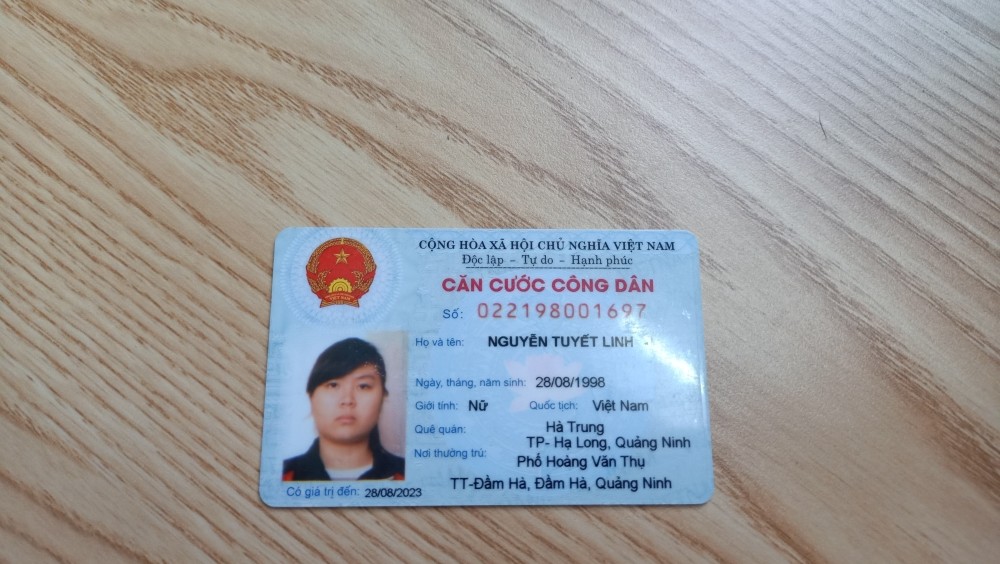 CỘNG HÒA XÃ HỘI CHỦ NGHĨA VIỆT NAM
Độc lập - Tự do - Hạnh phúc
CĂN CƯỚC CÔNG DÂN
Số: 022198001697
Họ và tên: NGUYỄN TUYẾT LINH
Ngày, tháng, năm sinh: 28/08/1998
Giới tính: Nữ Quốc tịch: Việt Nam
Quê quán: Hà Trung
TP- Hạ Long, Quảng Ninh
Nơi thường trú: Phố Hoàng Văn Thụ
TT-Đầm Hà, Đầm Hà, Quảng Ninh
Có giá trị đến: 28/08/2023
VIỆT NAM